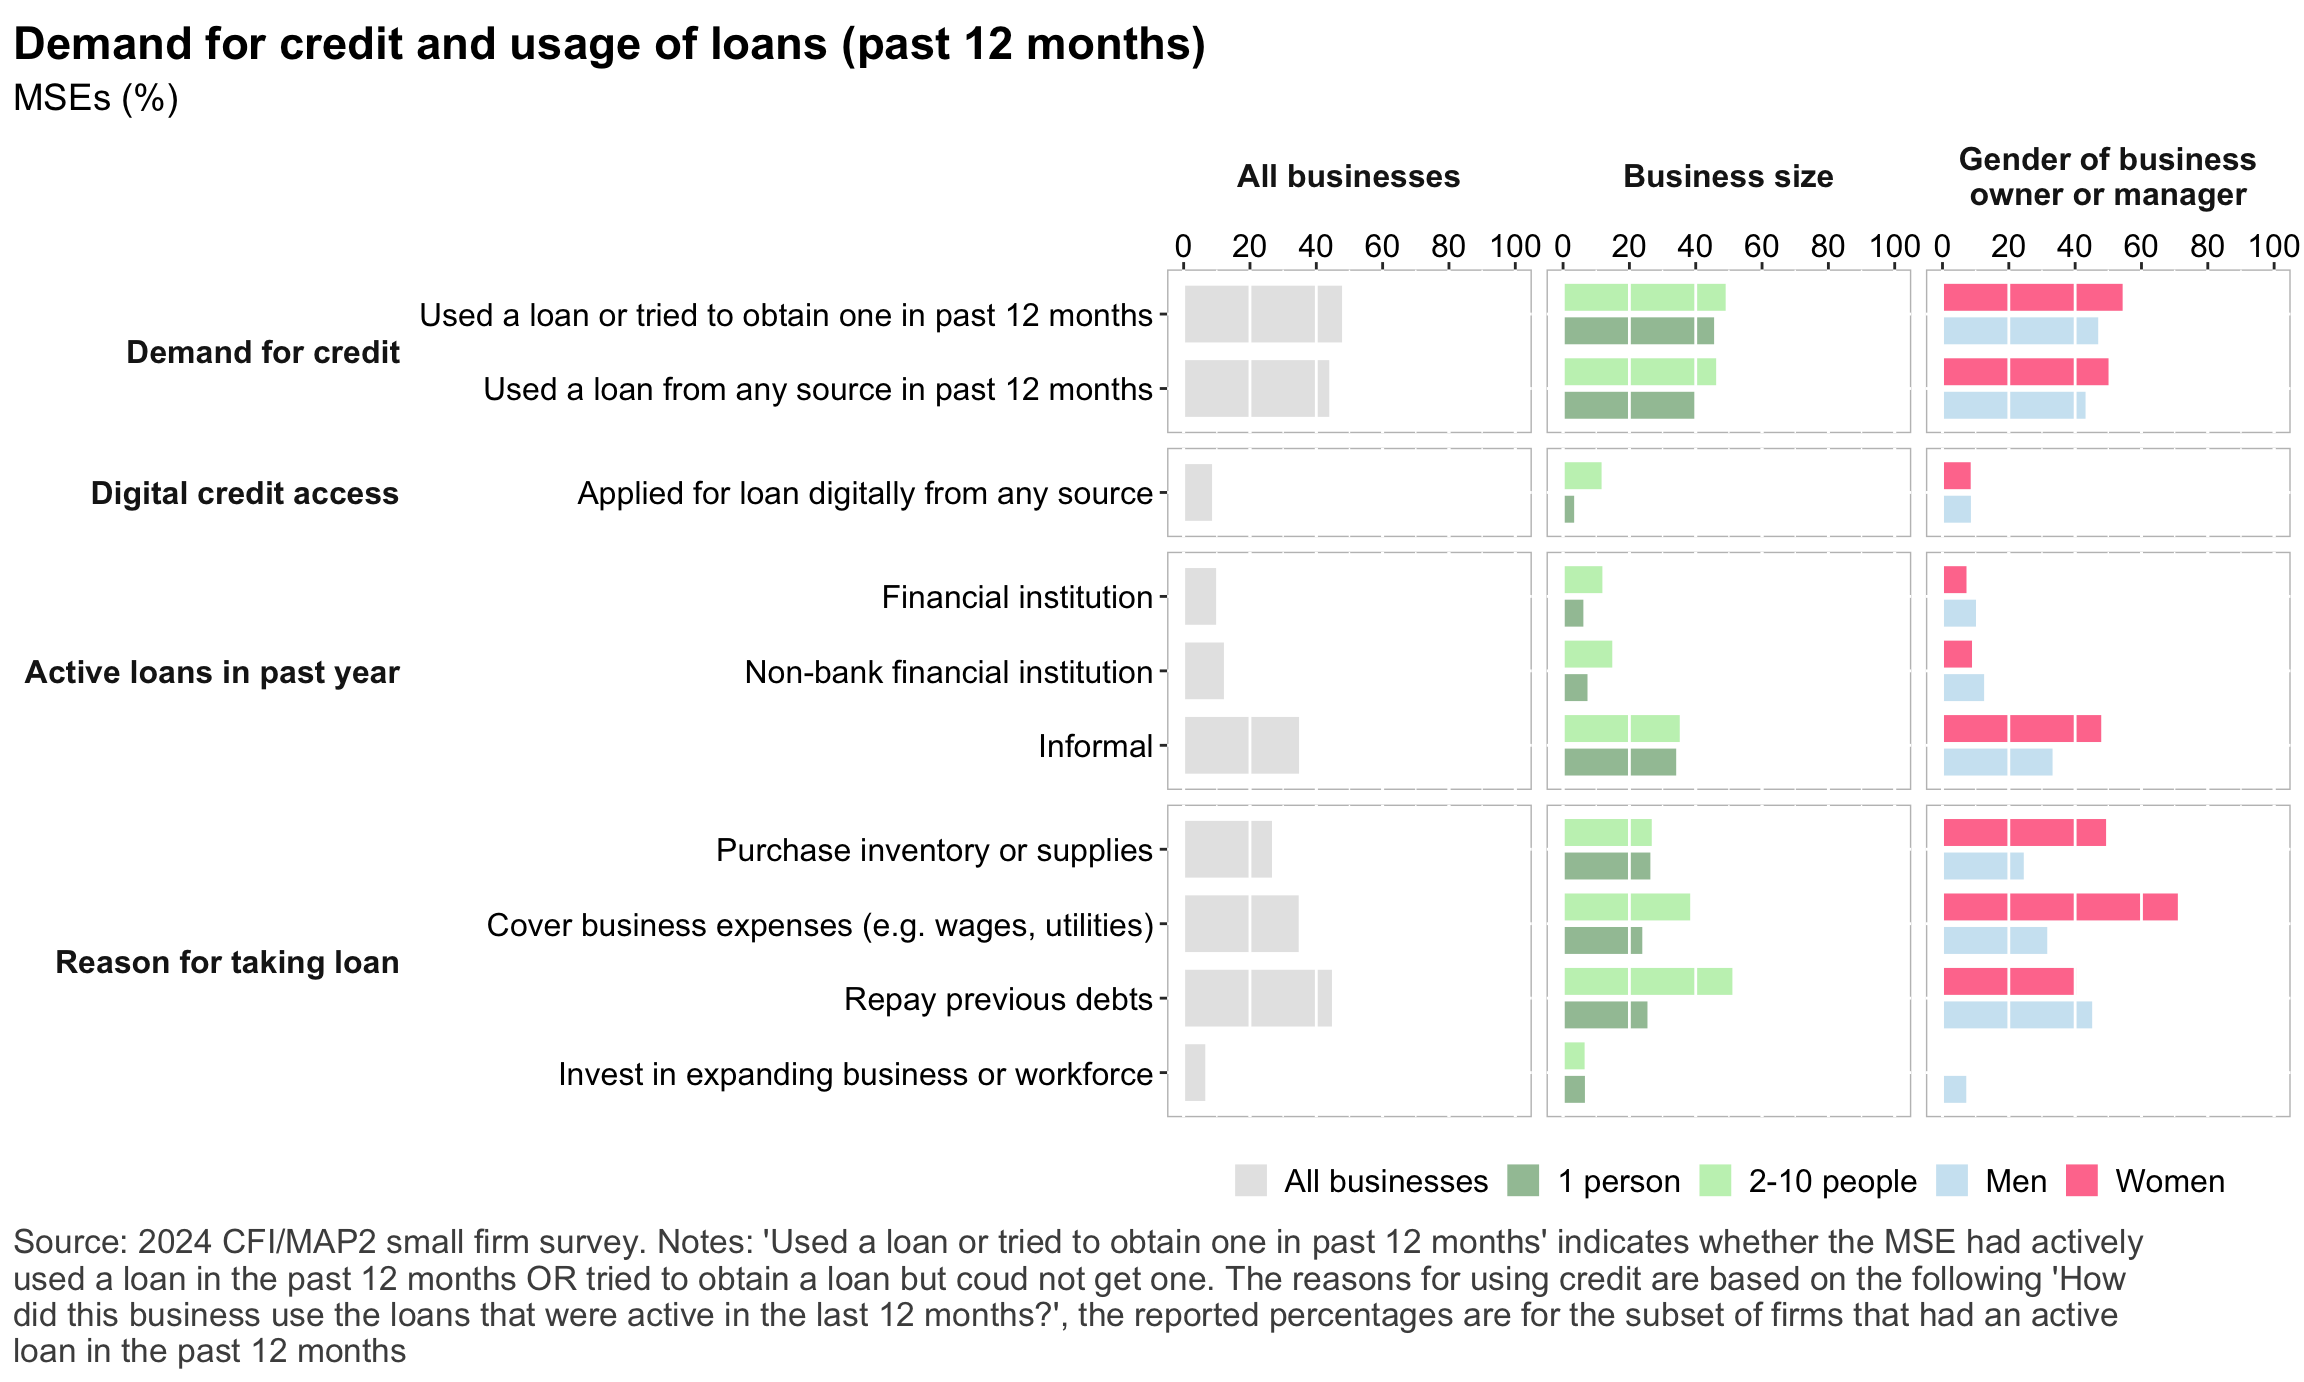 Demand for credit and usage of loans (past 12 months)
MSEs (%)
All businesses
Business size
Gender of business
owner or manager
0 20 40 60 80 100 0 20 40 60 80 100 0 20 40 60 80 100
Demand for credit
Used a loan or tried to obtain one in past 12 months
Used a loan from any source in past 12 months
Digital credit access
Applied for loan digitally from any source
Active loans in past year
Financial institution
Non-bank financial institution
Informal
Reason for taking loan
Purchase inventory or supplies
Cover business expenses (e.g. wages, utilities)
Repay previous debts
Invest in expanding business or workforce
All businesses 1 person 2-10 people Men Women
Source: 2024 CFI/MAP2 small firm survey. Notes: 'Used a loan or tried to obtain one in past 12 months' indicates whether the MSE had actively
used a loan in the past 12 months OR tried to obtain a loan but coud not get one. The reasons for using credit are based on the following 'How
did this business use the loans that were active in the last 12 months?', the reported percentages are for the subset of firms that had an active
loan in the past 12 months